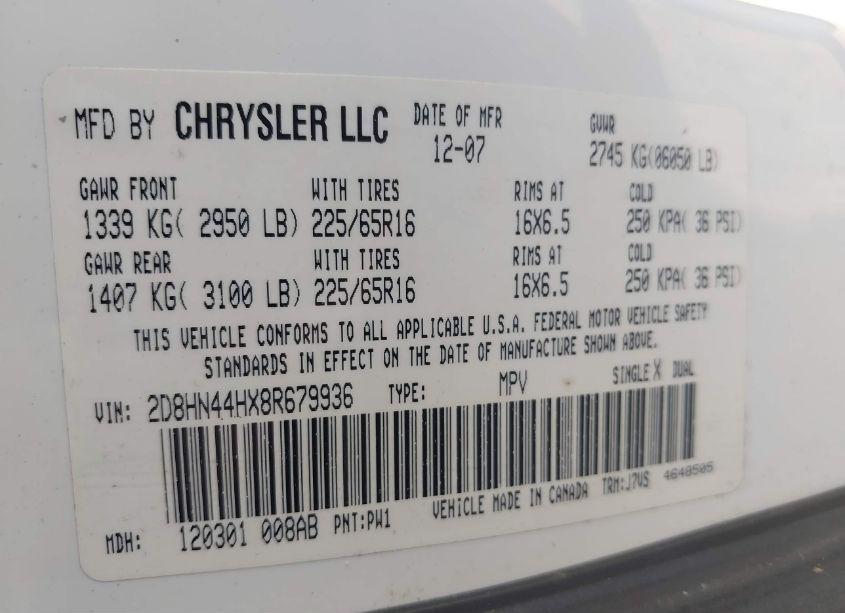 MFD BY CHRYSLER LLC DATE OF MFR GVWR
12-07 2745 KG(06050 LB)
GAWR FRONT WITH TIRES RIMS AT COLD
1339 KG( 2950 LB) 225/65R16 16X6.5 250 KPA( 36 PSI)
GAWR REAR WITH TIRES RIMS AT COLD
1407 KG( 3100 LB) 225/65R16 16X6.5 250 KPA( 36 PSI)
THIS VEHICLE CONFORMS TO ALL APPLICABLE U.S.A. FEDERAL MOTOR VEHICLE SAFETY
STANDARDS IN EFFECT ON THE DATE OF MANUFACTURE SHOWN ABOVE.
VIN: 2D8HN44HX8R679936 TYPE: MPV SINGLE X DUAL
MDH: 120301 008AB PNT:PW1 VEHICLE MADE IN CANADA TRM:J7VS 4648505